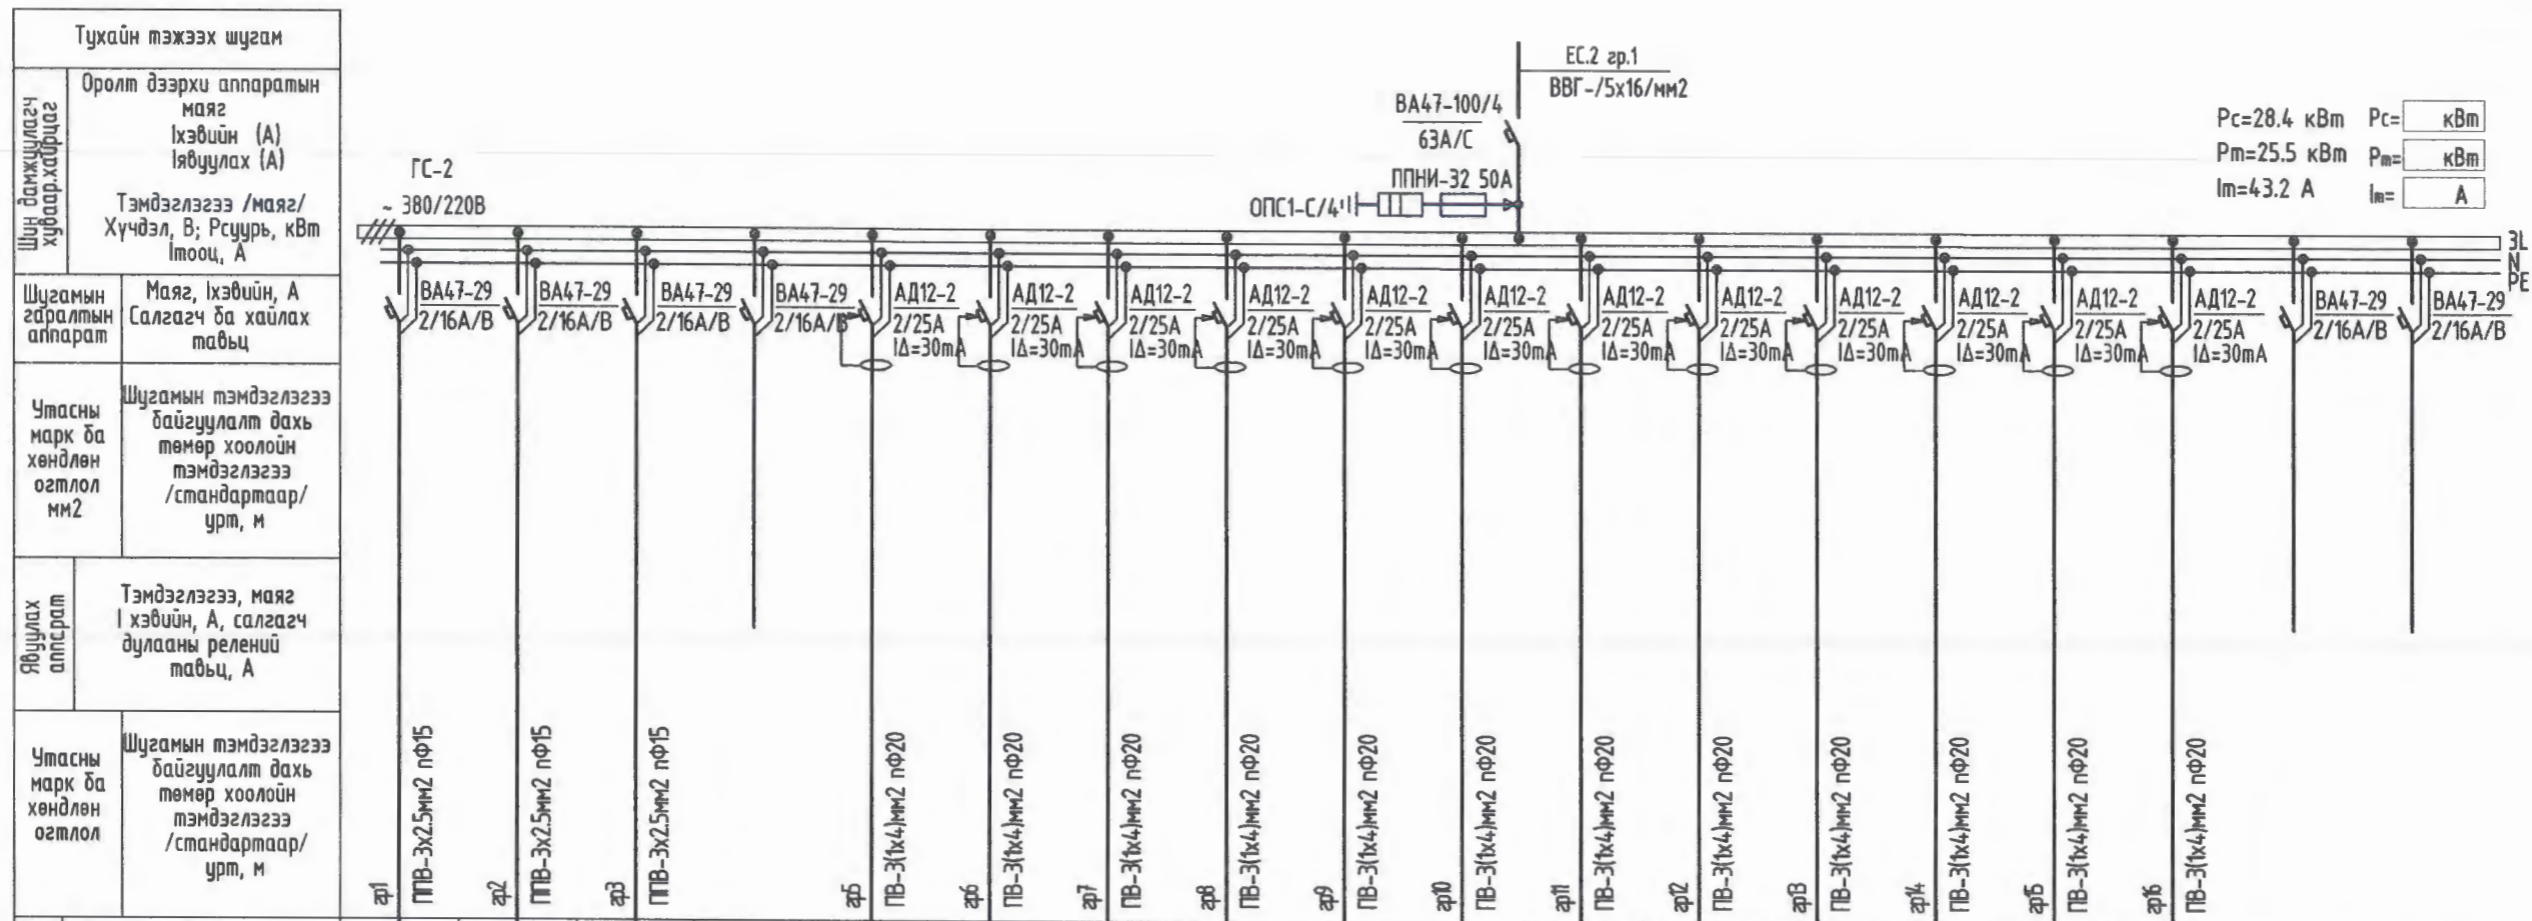 Тухайн тэжээх шугам
Шин дамжуулагч
хуваар.хайрцаг
Оролт дээрхи аппаратын
маяг
Iхэвийн (А)
Iявуулах (А)
Тэмдэглэгээ /маяг/
Хүчдэл, В; Рсуурь, кВт
Iтооц, А
Шугамын
гаралтын
аппарат
Маяг, Iхэвийн, А
Салгагч ба хайлах
тавьц
Утасны
марк ба
хөндлөн
огтлол
мм2
Шугамын тэмдэглэгээ
байгуулалт дахь
төмөр хоолойн
тэмдэглэгээ
/стандартаар/
урт, м
Явуулах
аппарат
Тэмдэглэгээ, маяг
I хэвийн, А, салгагч
дулааны релений
тавьц, А
Утасны
марк ба
хөндлөн
огтлол
Шугамын тэмдэглэгээ
байгуулалт дахь
төмөр хоолойн
тэмдэглэгээ
/стандартаар/
урт, м
ЕС.2 гр.1
ВВГ-/5х16/мм2
ВА47-100/4
63А/С
ППНИ-32 50А
ОПС1-С/4
Рс=28.4 кВт Рс= кВт
Рт=25.5 кВт Рт= кВт
Iт=43.2 А Iт= А
ГС-2
~ 380/220В
3L
N
PE
ВА47-29
2/16А/В
ВА47-29
2/16А/В
ВА47-29
2/16А/В
ВА47-29
2/16А/В
АД12-2
2/25А
IΔ=30mA
АД12-2
2/25А
IΔ=30mA
АД12-2
2/25А
IΔ=30mA
АД12-2
2/25А
IΔ=30mA
АД12-2
2/25А
IΔ=30mA
АД12-2
2/25А
IΔ=30mA
АД12-2
2/25А
IΔ=30mA
АД12-2
2/25А
IΔ=30mA
АД12-2
2/25А
IΔ=30mA
АД12-2
2/25А
IΔ=30mA
АД12-2
2/25А
IΔ=30mA
АД12-2
2/25А
IΔ=30mA
ВА47-29
2/16А/В
ВА47-29
2/16А/В
гр1
ППВ-3х2.5мм2 пФ15
гр2
ППВ-3х2.5мм2 пФ15
гр3
ППВ-3х2.5мм2 пФ15
гр5
ПВ-3(1х4)мм2 пФ20
гр6
ПВ-3(1х4)мм2 пФ20
гр7
ПВ-3(1х4)мм2 пФ20
гр8
ПВ-3(1х4)мм2 пФ20
гр9
ПВ-3(1х4)мм2 пФ20
гр10
ПВ-3(1х4)мм2 пФ20
гр11
ПВ-3(1х4)мм2 пФ20
гр12
ПВ-3(1х4)мм2 пФ20
гр13
ПВ-3(1х4)мм2 пФ20
гр14
ПВ-3(1х4)мм2 пФ20
гр15
ПВ-3(1х4)мм2 пФ20
гр16
ПВ-3(1х4)мм2 пФ20